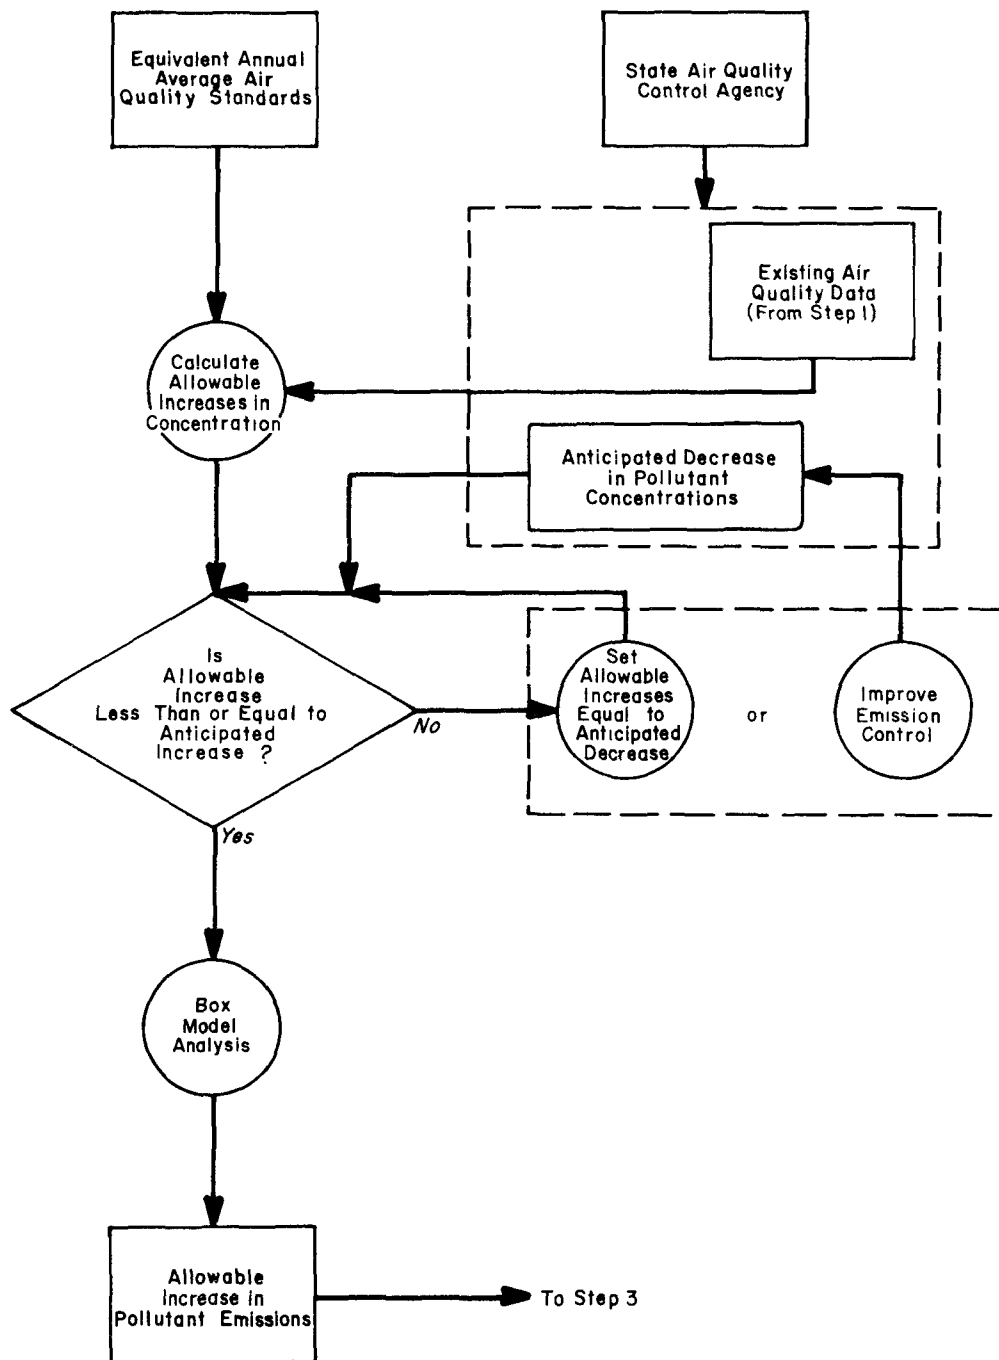 Equivalent Annual
Average Air
Quality Standards
State Air Quality
Control Agency
Existing Air
Quality Data
(From Step 1)
Calculate
Allowable
Increases in
Concentration
Anticipated Decrease
in Pollutant
Concentrations
Is
Allowable
Increase
Less Than or Equal to
Anticipated
Increase ?
No
Set
Allowable
Increases
Equal to
Anticipated
Decrease
or
Improve
Emission
Control
Yes
Box
Model
Analysis
Allowable
Increase in
Pollutant Emissions
To Step 3